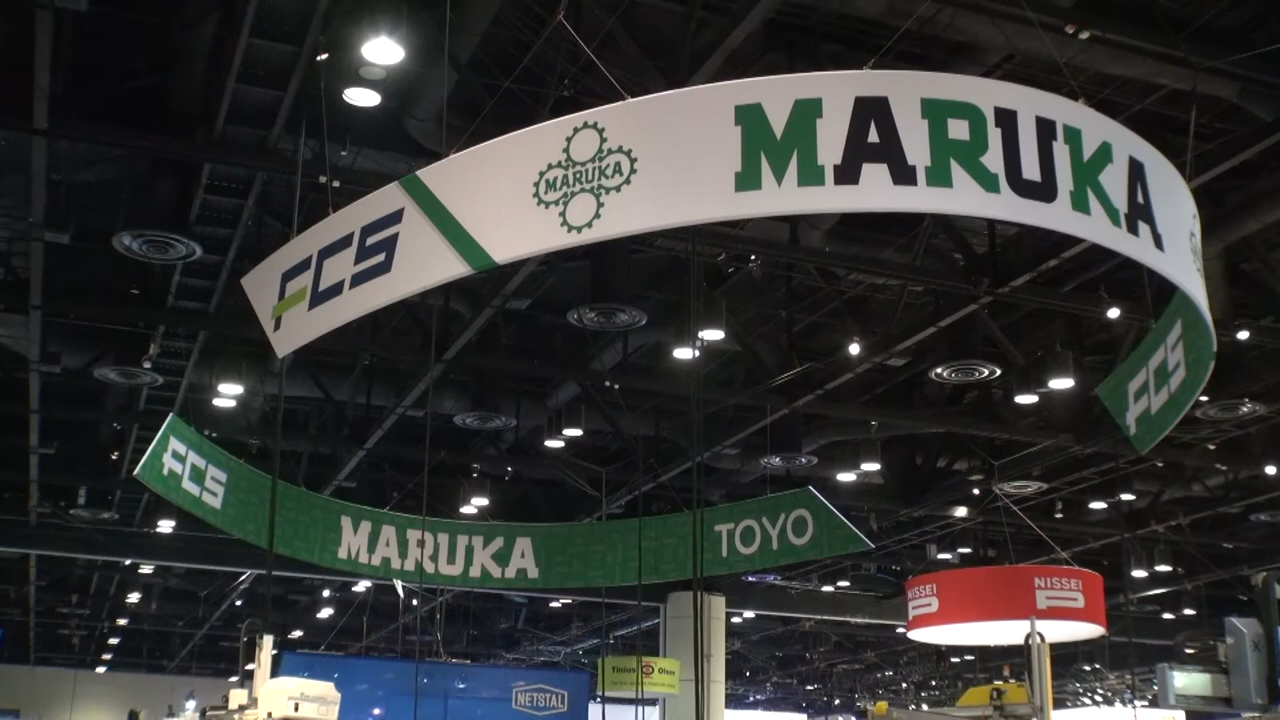 MARUKA
MARUKA
FCS
FCS
FCS
MARUKA
TOYO
NISSEI
NISSEI
Tinius Olsen
NETSTAL